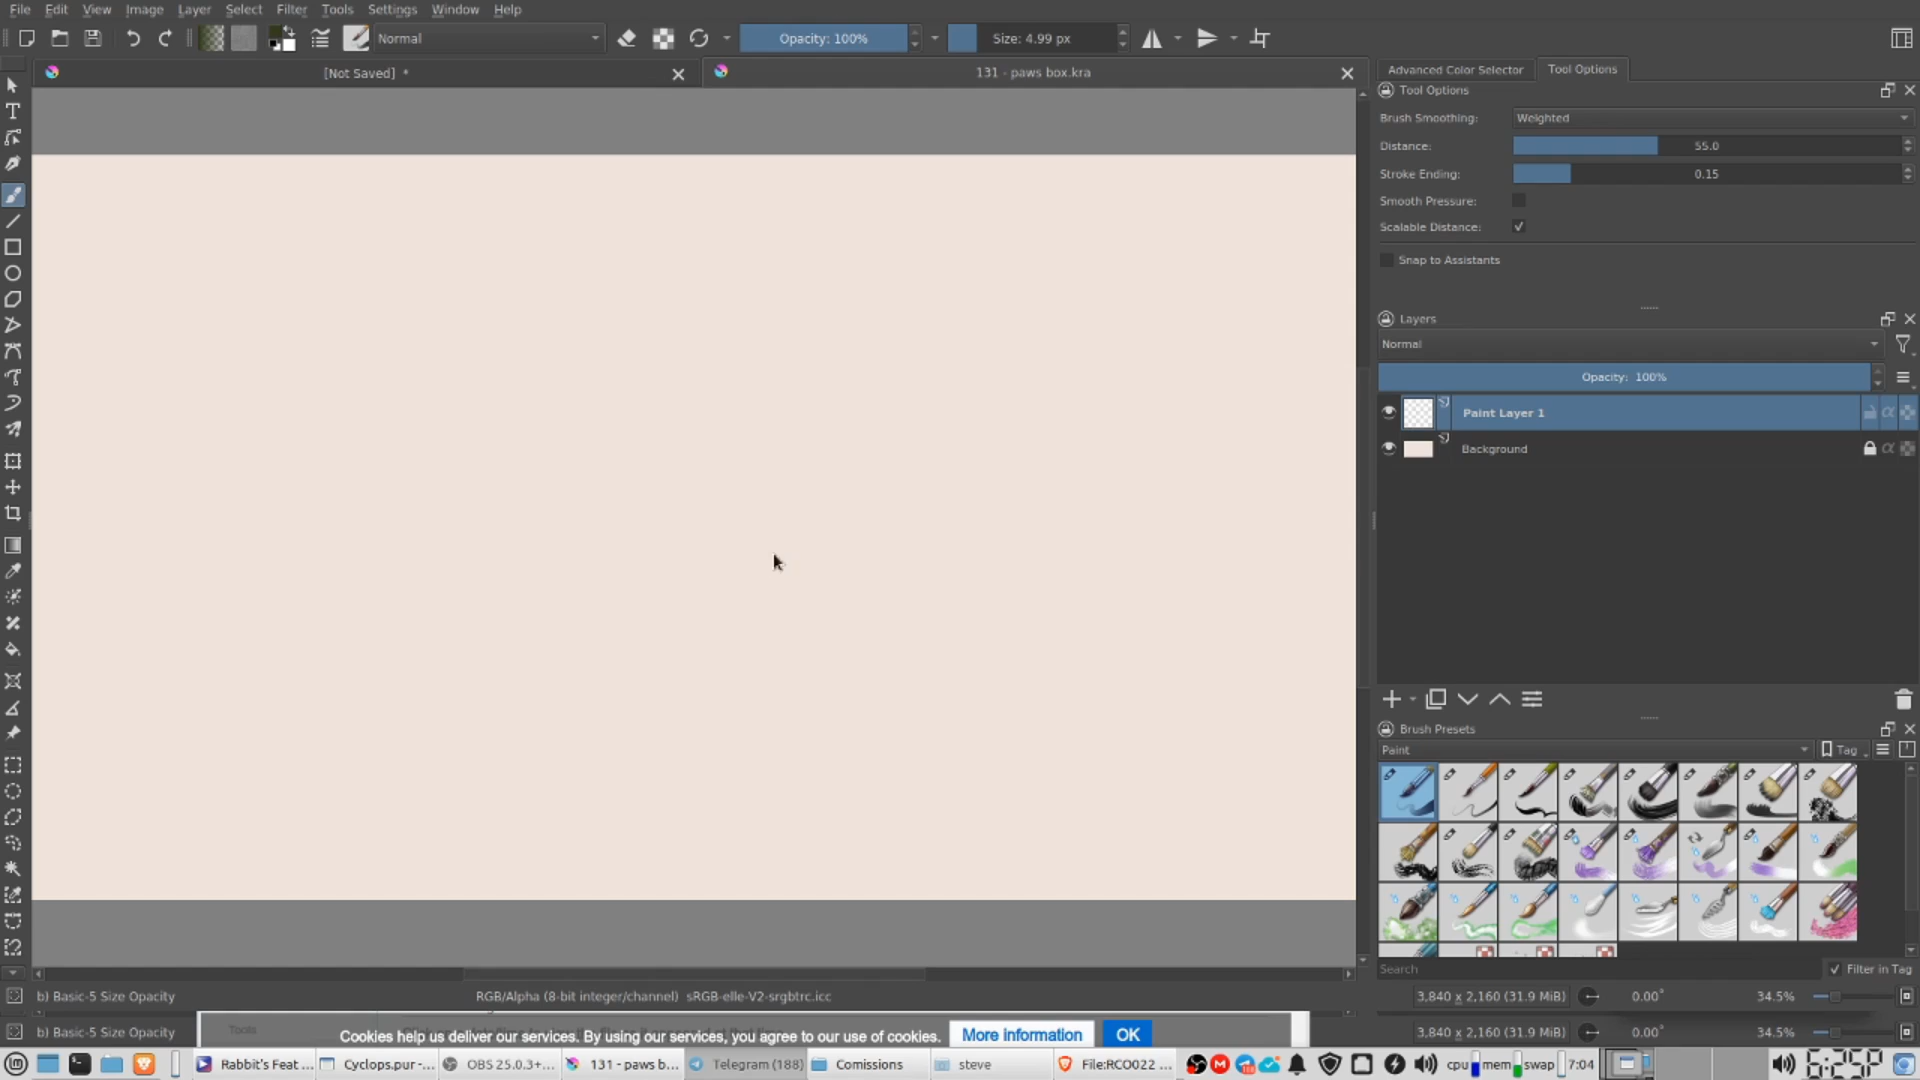 File Edit View Image Layer Select Filter Tools Settings Window Help
Normal Opacity: 100% Size: 4.99 px
[Not Saved] * 131 - paws box.kra
Advanced Color Selector Tool Options
Tool Options
Brush Smoothing: Weighted
Distance: 55.0
Stroke Ending: 0.15
Smooth Pressure:
Scalable Distance:
Snap to Assistants
Layers
Normal
Opacity: 100%
Paint Layer 1
Background
Brush Presets
Paint Tag
Search Filter in Tag
b) Basic-5 Size Opacity RGB/Alpha (8-bit integer/channel) sRGB-elle-V2-srgbtrc.icc 3,840 x 2,160 (31.9 MiB) 0.00° 34.5%
b) Basic-5 Size Opacity Tools Cookies help us deliver our services. By using our services, you agree to our use of cookies. More information OK 3,840 x 2,160 (31.9 MiB) 0.00° 34.5%
Rabbit's Feat ... Cyclops.pur -... OBS 25.0.3+... 131 - paws b... Telegram (188) Comissions steve File:RCO022 ... cpu mem swap 7:04 6:25P